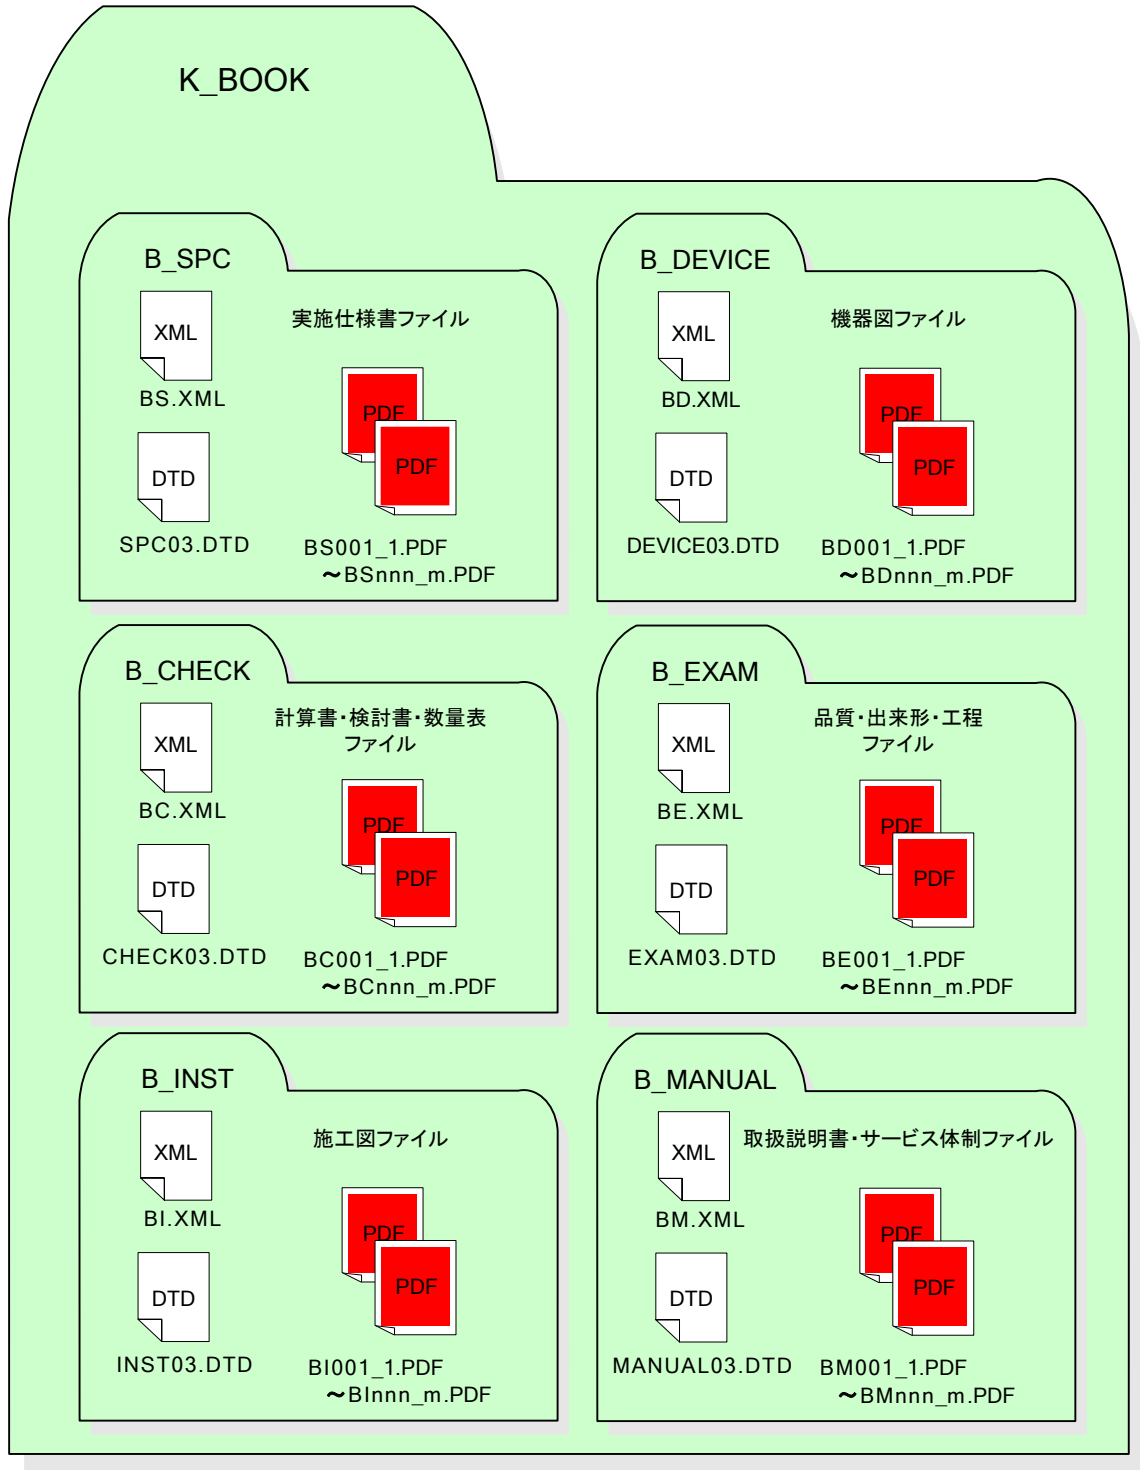 K_BOOK
B_SPC
XML
BS.XML
DTD
SPC03.DTD
実施仕様書ファイル
PDF
PDF
BS001_1.PDF
~BSnnn_m.PDF
B_DEVICE
XML
BD.XML
DTD
DEVICE03.DTD
機器図ファイル
PDF
PDF
BD001_1.PDF
~BDnnn_m.PDF
B_CHECK
XML
BC.XML
DTD
CHECK03.DTD
計算書・検討書・数量表
ファイル
PDF
PDF
BC001_1.PDF
~BCnnn_m.PDF
B_EXAM
XML
BE.XML
DTD
EXAM03.DTD
品質・出来形・工程
ファイル
PDF
PDF
BE001_1.PDF
~BEnnn_m.PDF
B_INST
XML
BI.XML
DTD
INST03.DTD
施工図ファイル
PDF
PDF
BI001_1.PDF
~BInnn_m.PDF
B_MANUAL
XML
BM.XML
DTD
MANUAL03.DTD
取扱説明書・サービス体制ファイル
PDF
PDF
BM001_1.PDF
~BMnnn_m.PDF